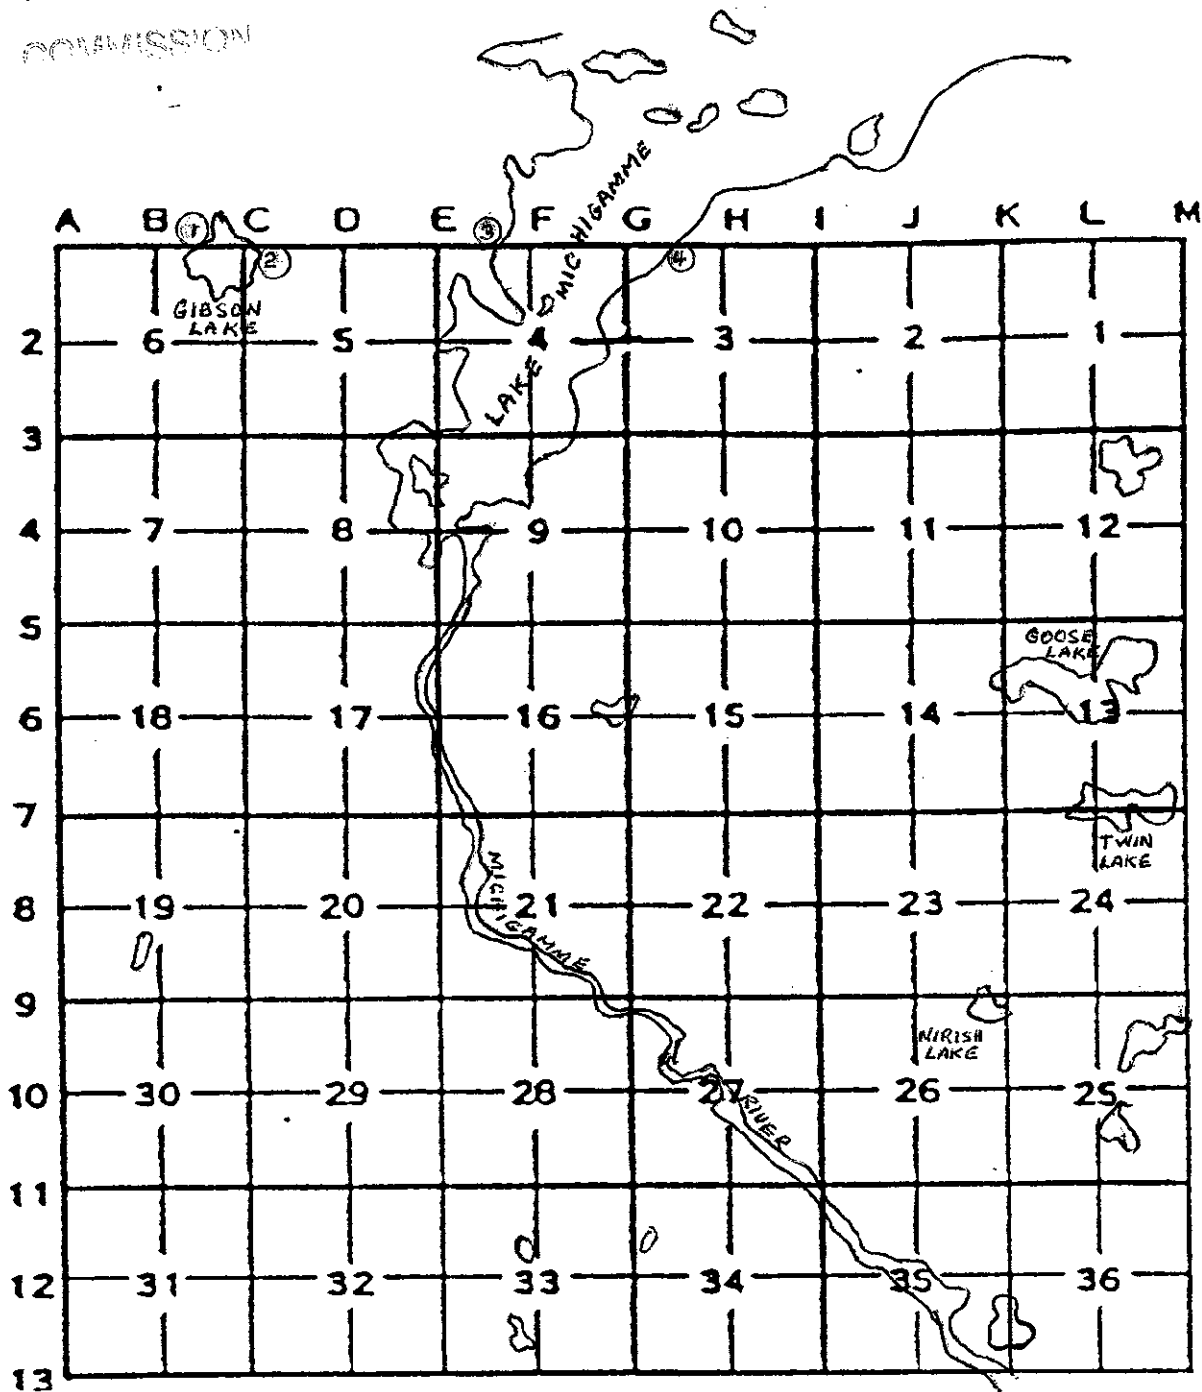 COMMISSION
A B C D E F G H I J K L M
1 2 3 4
GIBSON
LAKE
LAKE MICHIGAMME
2 6 5 4 3 2 1
3
4 7 8 9 10 11 12
5
GOOSE
LAKE
6 18 17 16 15 14 13
7
TWIN
LAKE
MICHIGAMME
8 19 20 21 22 23 24
9
NIRISH
LAKE
10 30 29 28 27 26 25
RIVER
11
12 31 32 33 34 35 36
13